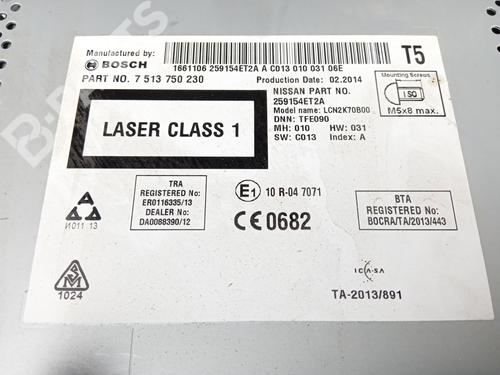 Manufactured by:
BOSCH
1661106 259154ET2A A C013 010 031 06E
T5
PART NO. 7 513 750 230
Production Date: 02.2014
NISSAN PART NO.
259154ET2A
Model name: LCN2K70B00
DNN: TFE090
MH: 010 HW: 031
SW: C013 Index: A
Mounting Screws
ISO
M5x8 max.
LASER CLASS 1
И011 13
TRA
REGISTERED No:
ER0116335/13
DEALER No:
DA0088390/12
E1 10 R-04 7071
CE0682
BTA
REGISTERED No:
BOCRA/TA/2013/443
SM
1024
ICASA
TA-2013/891